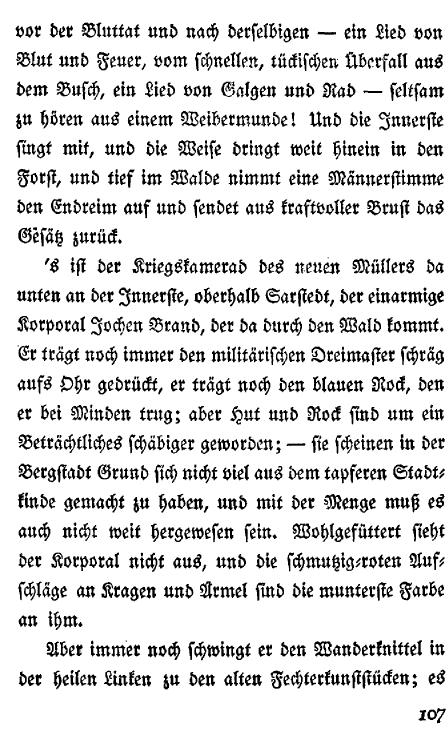 vor der Bluttat und nach derselbigen — ein Lied von
Blut und Feuer, vom schnellen, tückischen Überfall aus
dem Busch, ein Lied von Galgen und Rad — seltsam
zu hören aus einem Weibermunde! Und die Innerste
singt mit, und die Weise dringt weit hinein in den
Forst, und tief im Walde nimmt eine Männerstimme
den Endreim auf und sendet aus kraftvoller Brust das
Gesätz zurück.
's ist der Kriegskamerad des neuen Müllers da
unten an der Innerste, oberhalb Sarstedt, der einarmige
Korporal Jochen Brand, der da durch den Wald kommt.
Er trägt noch immer den militärischen Dreimaster schräg
aufs Ohr gedrückt, er trägt noch den blauen Rock, den
er bei Minden trug; aber Hut und Rock sind um ein
Beträchtliches schäbiger geworden; — sie scheinen in der
Bergstadt Grund sich nicht viel aus dem tapferen Stadt-
kinde gemacht zu haben, und mit der Menge muß es
auch nicht weit hergewesen sein. Wohlgefüttert sieht
der Korporal nicht aus, und die schmutzig-roten Auf-
schläge an Kragen und Ärmel sind die munterste Farbe
an ihm.
Aber immer noch schwingt er den Wanderknittel in
der heilen Linken zu den alten Fechterkunststücken; es
107